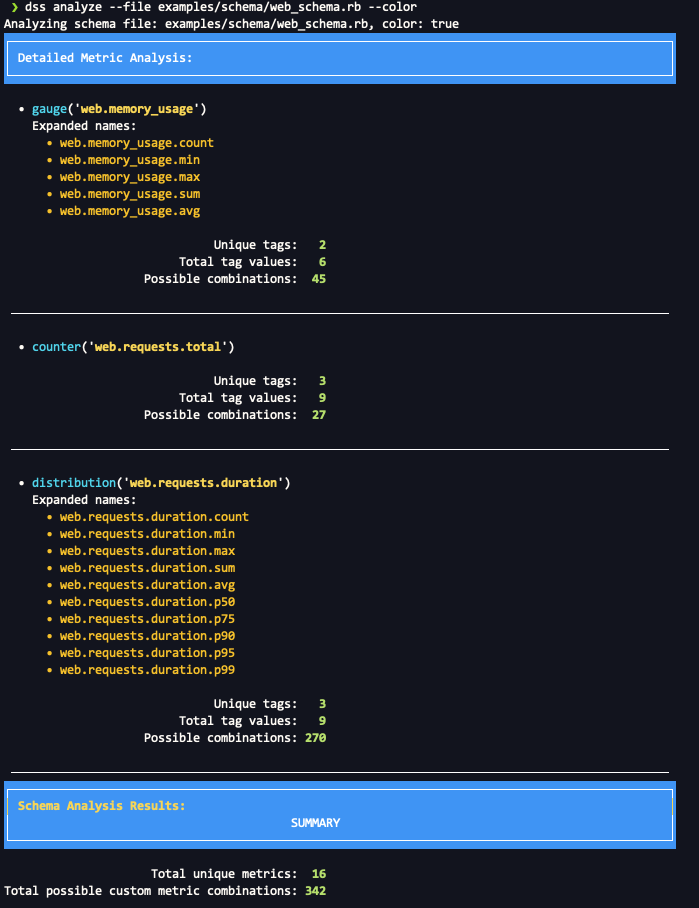 ❯ dss analyze --file examples/schema/web_schema.rb --color
Analyzing schema file: examples/schema/web_schema.rb, color: true
Detailed Metric Analysis:
• gauge('web.memory_usage')
Expanded names:
• web.memory_usage.count
• web.memory_usage.min
• web.memory_usage.max
• web.memory_usage.sum
• web.memory_usage.avg
Unique tags: 2
Total tag values: 6
Possible combinations: 45
• counter('web.requests.total')
Unique tags: 3
Total tag values: 9
Possible combinations: 27
• distribution('web.requests.duration')
Expanded names:
• web.requests.duration.count
• web.requests.duration.min
• web.requests.duration.max
• web.requests.duration.sum
• web.requests.duration.avg
• web.requests.duration.p50
• web.requests.duration.p75
• web.requests.duration.p90
• web.requests.duration.p95
• web.requests.duration.p99
Unique tags: 3
Total tag values: 9
Possible combinations: 270
Schema Analysis Results:
SUMMARY
Total unique metrics: 16
Total possible custom metric combinations: 342